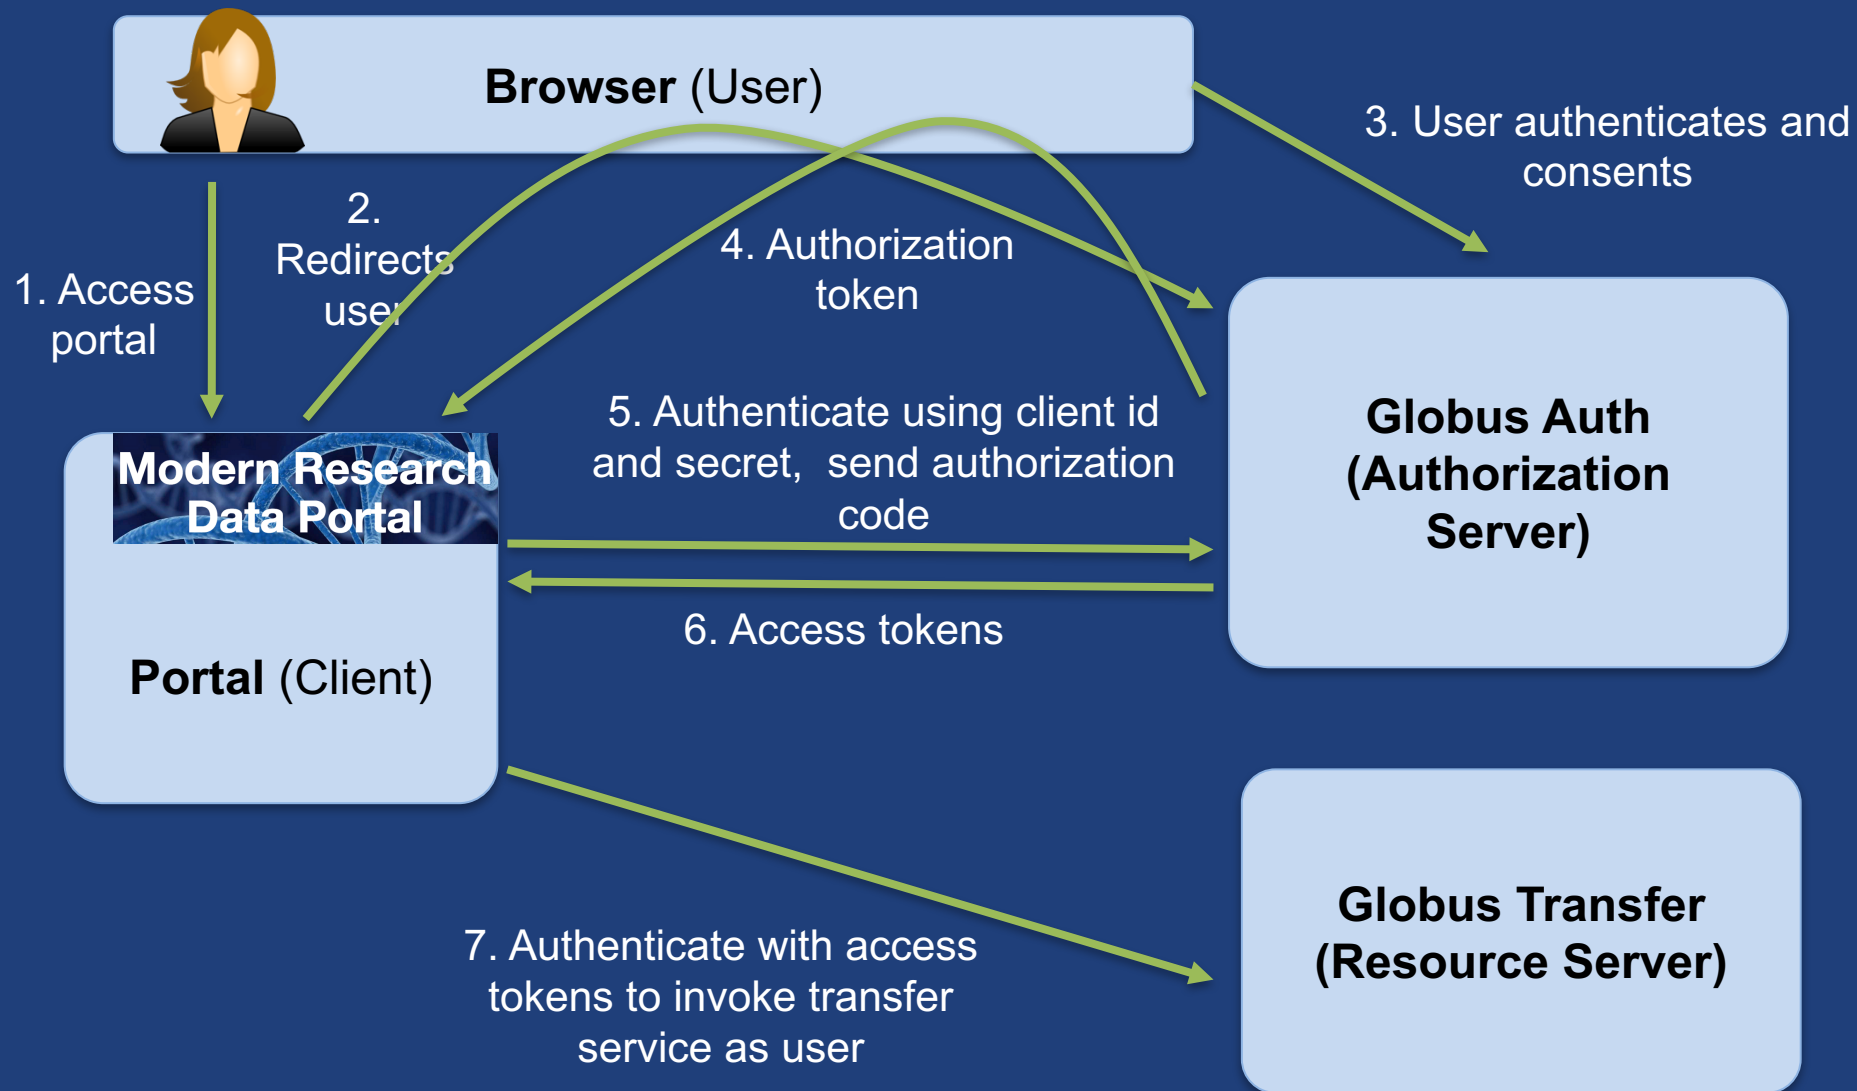 Browser (User)
3. User authenticates and
consents
2.
Redirects
user
4. Authorization
token
1. Access
portal
5. Authenticate using client id
and secret,  send authorization
code
Modern Research
Data Portal
Globus Auth
(Authorization
Server)
6. Access tokens
Portal (Client)
7. Authenticate with access
tokens to invoke transfer
service as user
Globus Transfer
(Resource Server)